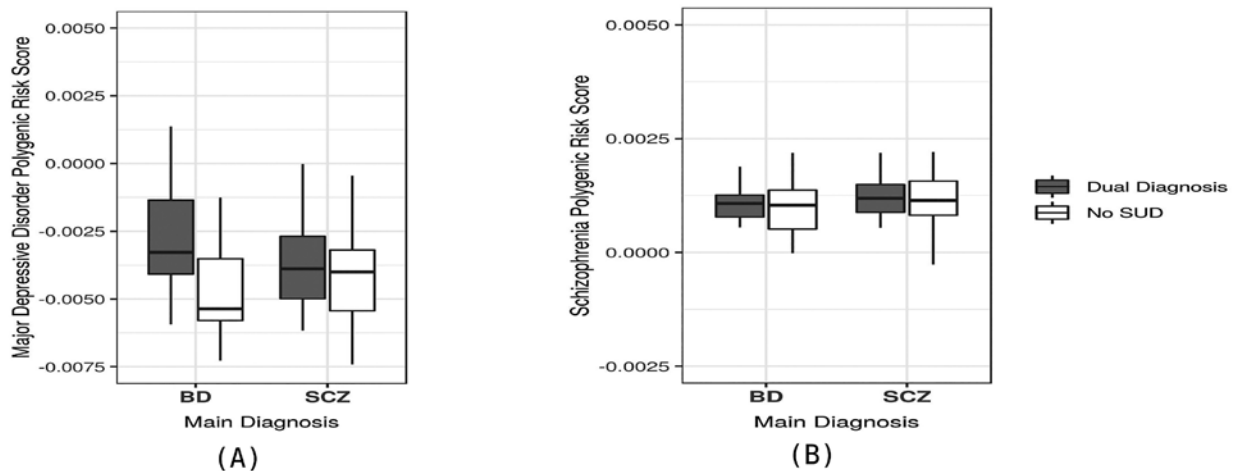 Major Depressive Disorder Polygenic Risk Score
0.0050
0.0025
0.0000
-0.0025
-0.0050
-0.0075
BD SCZ
Main Diagnosis
(A)
Schizophrenia Polygenic Risk Score
0.0050
0.0025
0.0000
-0.0025
BD SCZ
Main Diagnosis
(B)
Dual Diagnosis
No SUD